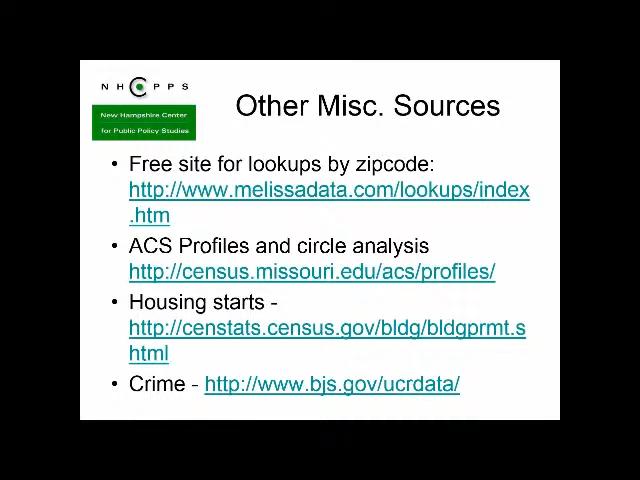 NHCPPS
New Hampshire Center
for Public Policy Studies
Other Misc. Sources
• Free site for lookups by zipcode:
http://www.melissadata.com/lookups/index
.htm
• ACS Profiles and circle analysis
http://census.missouri.edu/acs/profiles/
• Housing starts -
http://censtats.census.gov/bldg/bldgprmt.s
html
• Crime - http://www.bjs.gov/ucrdata/